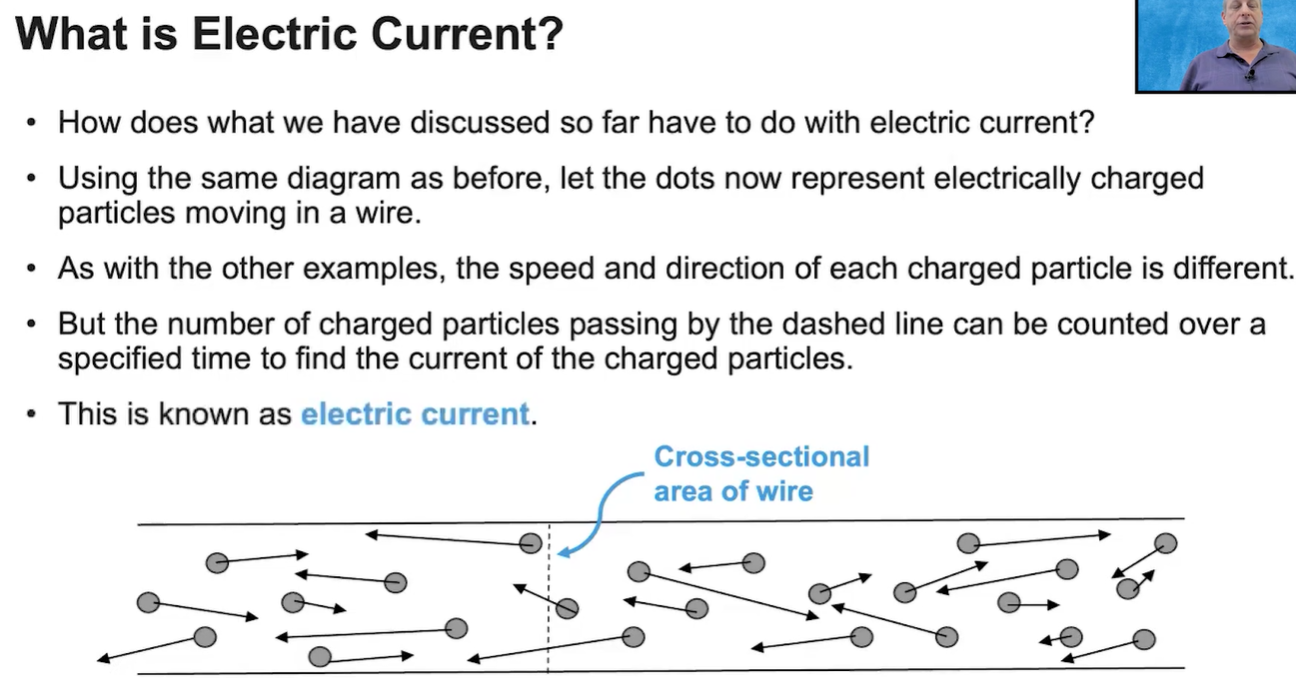 What is Electric Current?
• How does what we have discussed so far have to do with electric current?
• Using the same diagram as before, let the dots now represent electrically charged
particles moving in a wire.
• As with the other examples, the speed and direction of each charged particle is different.
• But the number of charged particles passing by the dashed line can be counted over a
specified time to find the current of the charged particles.
• This is known as electric current.
Cross-sectional
area of wire